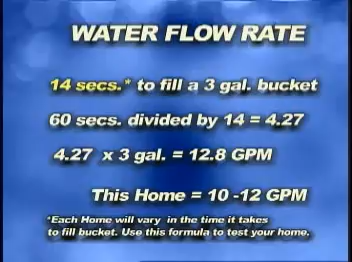 WATER FLOW RATE
14 secs.* to fill a 3 gal. bucket
60 secs. divided by 14 = 4.27
4.27 x 3 gal. = 12.8 GPM
This Home = 10 -12 GPM
*Each Home will vary in the time it takes
to fill bucket. Use this formula to test your home.